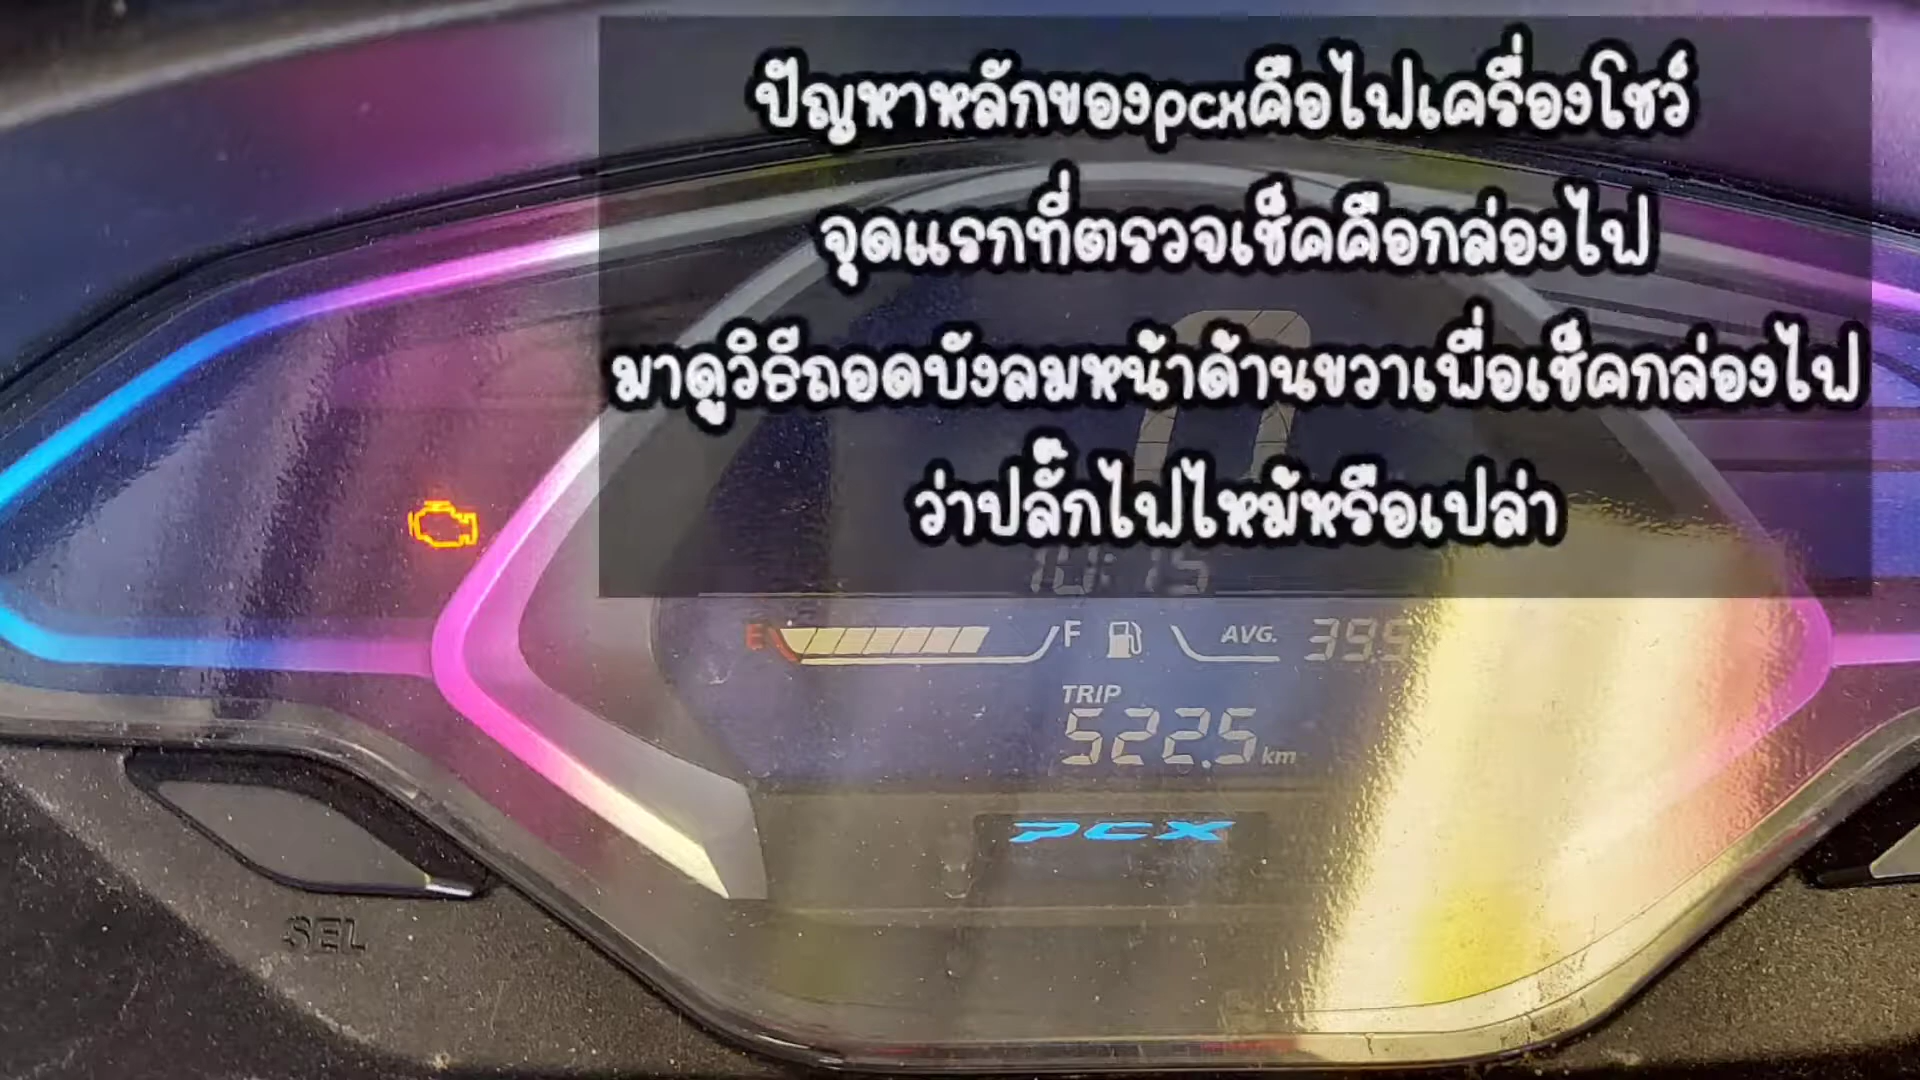 ปัญหาหลักของpcxคือไฟเครื่องโชว์
จุดแรกที่ตรวจเช็คคือกล่องไฟ
มาดูวิธีถอดบังลมหน้าด้านขวาเพื่อเช็คกล่องไฟ
ว่าปลั๊กไฟไหม้หรือเปล่า
10:15
E F AVG. 39.5
TRIP
522.5 km
PCX
SEL